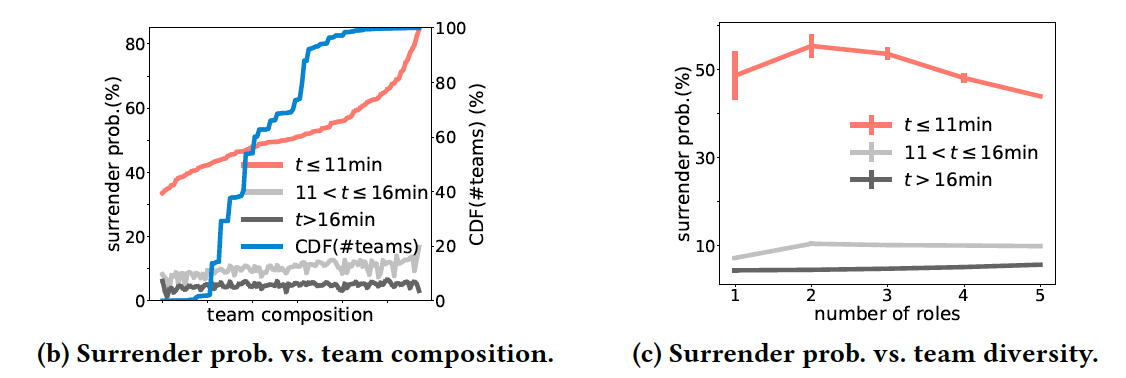 surrender prob.(%)
80
60
40
20
0
100
80
60
40
20
0
CDF(#teams) (%)
t ≤ 11min
11 < t ≤ 16min
t>16min
CDF(#teams)
team composition
(b) Surrender prob. vs. team composition.
surrender prob.(%)
50
30
10
t ≤ 11min
11 < t ≤ 16min
t > 16min
1 2 3 4 5
number of roles
(c) Surrender prob. vs. team diversity.